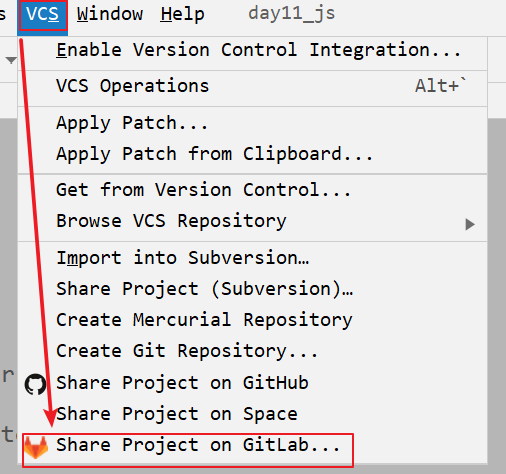 s VCS Window Help day11_js
Enable Version Control Integration...
VCS Operations Alt+`
Apply Patch...
Apply Patch from Clipboard...
Get from Version Control...
Browse VCS Repository
Import into Subversion…
Share Project (Subversion)…
Create Mercurial Repository
Create Git Repository...
r Share Project on GitHub
Share Project on Space
to Share Project on GitLab...